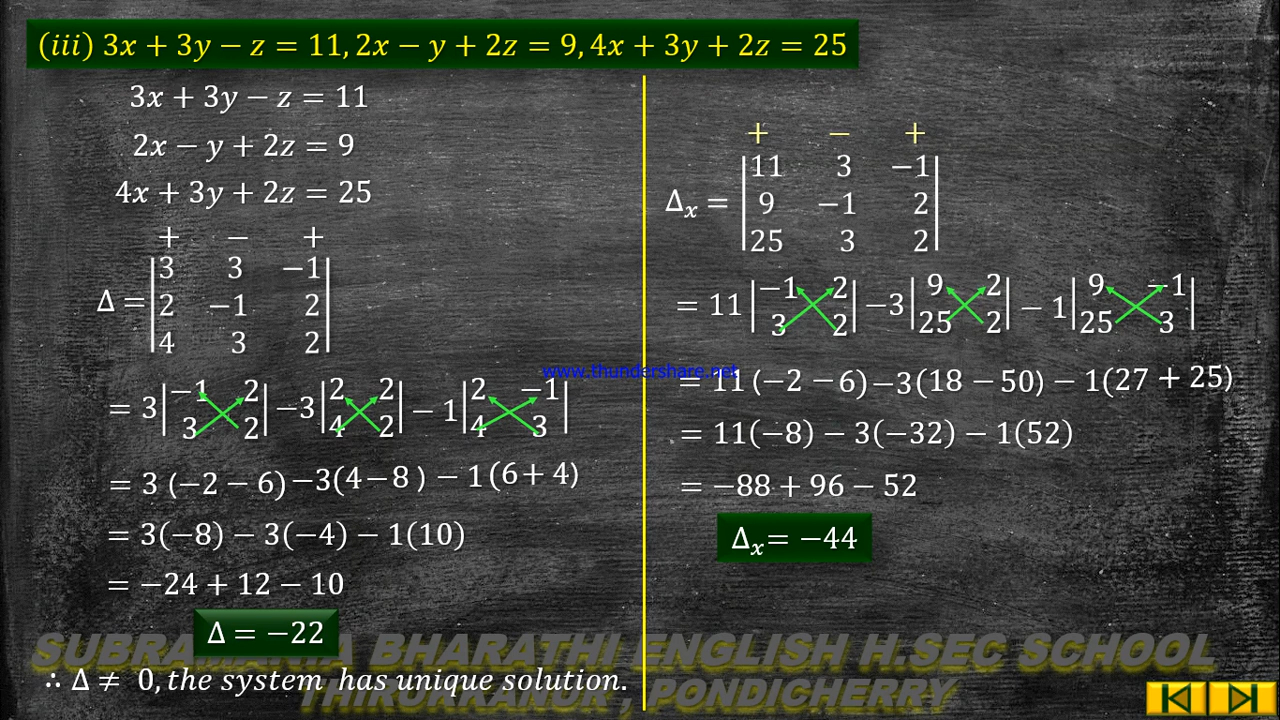 (iii) 3x + 3y − z = 11, 2x − y + 2z = 9, 4x + 3y + 2z = 25
3x + 3y − z = 11
2x − y + 2z = 9
4x + 3y + 2z = 25
+ − +
Δ = |3 3 −1|
|2 −1 2|
|4 3 2|
= 3 |−1 2| −3 |2 2| − 1 |2 −1|
|3 2| |4 2| |4 3|
= 3 (−2 − 6) −3(4 − 8) − 1 (6 + 4)
= 3(−8) − 3(−4) − 1(10)
= −24 + 12 − 10
Δ = −22
∴ Δ ≠ 0, the system has unique solution.
+ − +
Δₓ = |11 3 −1|
|9 −1 2|
|25 3 2|
= 11 |−1 2| −3 |9 2| − 1 |9 −1|
|3 2| |25 2| |25 3|
www.thundershare.net
= 11 (−2 − 6) −3(18 − 50) − 1(27 + 25)
= 11(−8) − 3(−32) − 1(52)
= −88 + 96 − 52
Δₓ = −44
SUBRAMANIA BHARATHI ENGLISH H.SEC SCHOOL
THIRUKKANUR , PONDICHERRY